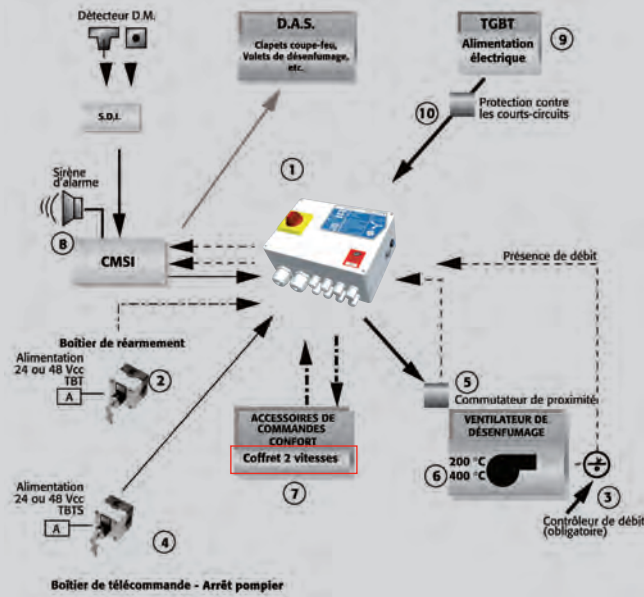 Détecteur D.M.
D.A.S.
Clapets coupe-feu,
Volets de désenfumage,
etc.
TGBT
Alimentation
électrique
9
10
Protection contre
les courts-circuits
S.D.I.
1
Sirène
d'alarme
8
CMSI
Présence de débit
Boîtier de réarmement
Alimentation
24 ou 48 Vcc
TBT
A
2
5
Commutateur de proximité
ACCESSOIRES DE
COMMANDES
CONFORT
Coffret 2 vitesses
7
VENTILATEUR DE
DÉSENFUMAGE
200 °C
400 °C
6
3
Contrôleur de débit
(obligatoire)
Alimentation
24 ou 48 Vcc
TBTS
A
4
Boîtier de télécommande - Arrêt pompier